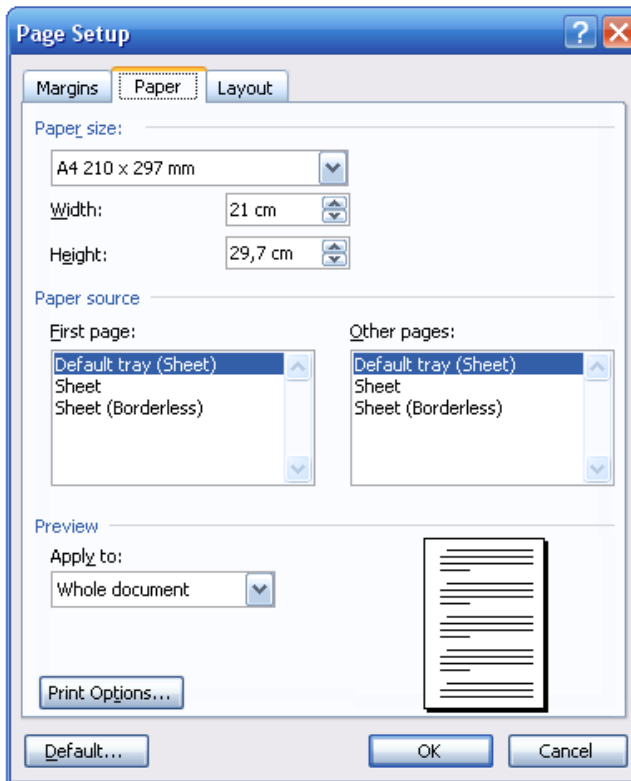 Page Setup
Margins Paper Layout
Paper size:
A4 210 x 297 mm
Width: 21 cm
Height: 29,7 cm
Paper source
First page:
Default tray (Sheet)
Sheet
Sheet (Borderless)
Other pages:
Default tray (Sheet)
Sheet
Sheet (Borderless)
Preview
Apply to:
Whole document
Print Options...
Default... OK Cancel